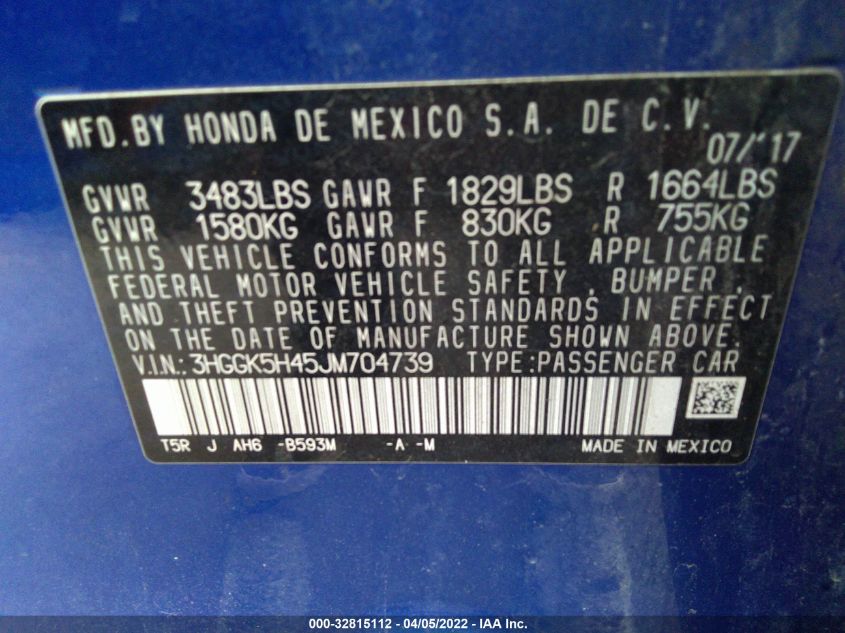 MFD.BY HONDA DE MEXICO S.A. DE C.V.
07/'17
GVWR 3483LBS GAWR F 1829LBS R 1664LBS
GVWR 1580KG GAWR F 830KG R 755KG
THIS VEHICLE CONFORMS TO ALL APPLICABLE
FEDERAL MOTOR VEHICLE SAFETY , BUMPER ,
AND THEFT PREVENTION STANDARDS IN EFFECT
ON THE DATE OF MANUFACTURE SHOWN ABOVE.
V.I.N.:3HGGK5H45JM704739 TYPE:PASSENGER CAR
T5R J AH6 -B593M -A -M MADE IN MEXICO
000-32815112 - 04/05/2022 - IAA Inc.